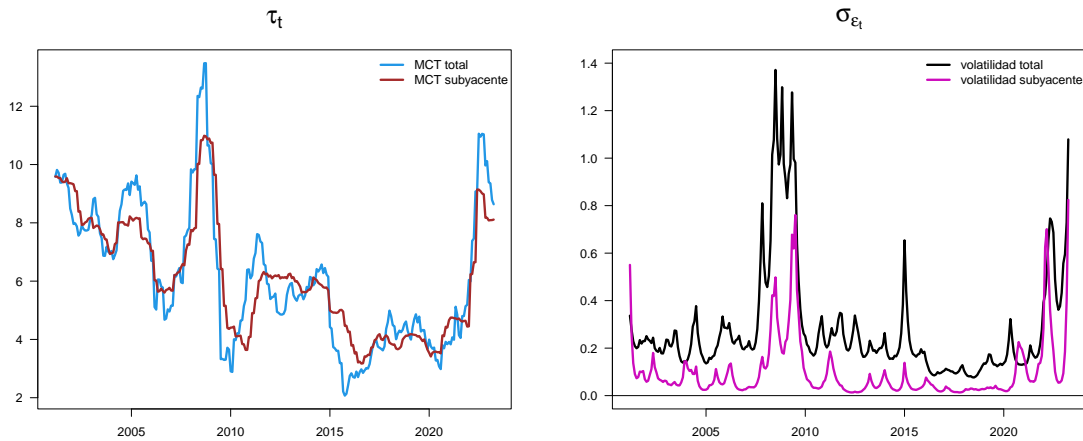 τt
MCT total
MCT subyacente
12
10
8
6
4
2
2005 2010 2015 2020
σεt
volatilidad total
volatilidad subyacente
1.4
1.2
1.0
0.8
0.6
0.4
0.2
0.0
2005 2010 2015 2020